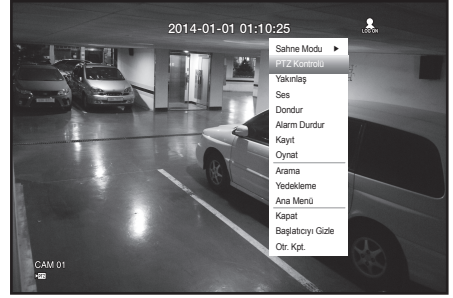 2014-01-01 01:10:25
LOG ON
Sahne Modu
PTZ Kontrolü
Yakınlaş
Ses
Dondur
Alarm Durdur
Kayıt
Oynat
Arama
Yedekleme
Ana Menü
Kapat
Başlatıcıyı Gizle
Otr. Kpt.
CAM 01
PTZ